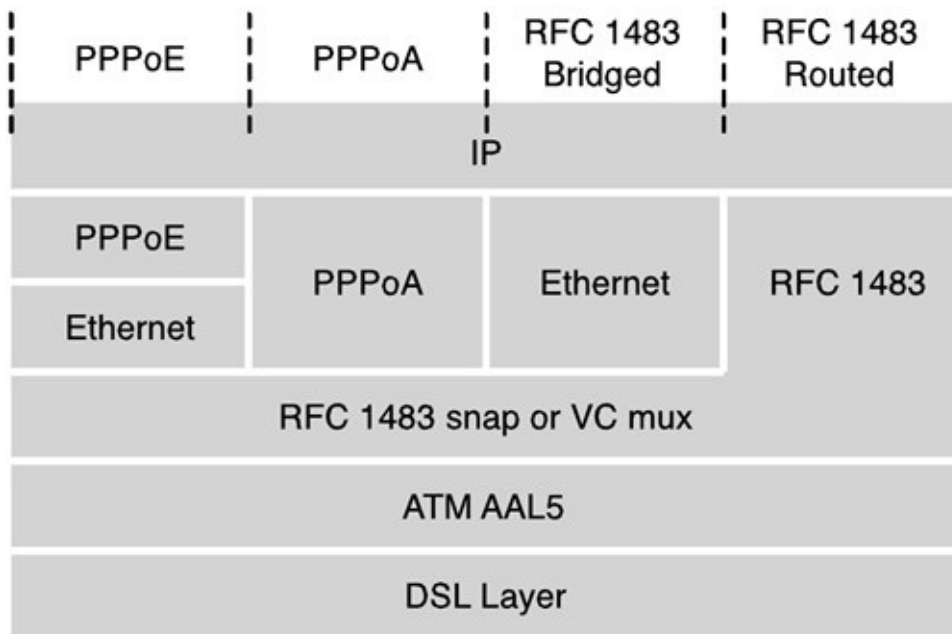 PPPoE
PPPoA
RFC 1483
Bridged
RFC 1483
Routed
IP
PPPoE
Ethernet
PPPoA
Ethernet
RFC 1483
RFC 1483 snap or VC mux
ATM AAL5
DSL Layer